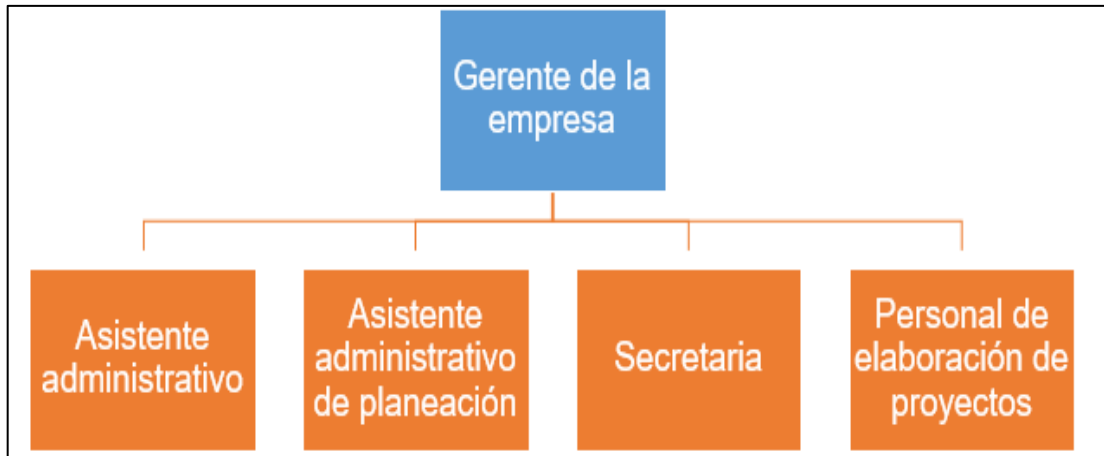 Gerente de la
empresa
Asistente
administrativo
Asistente
administrativo
de planeación
Secretaria
Personal de
elaboración de
proyectos